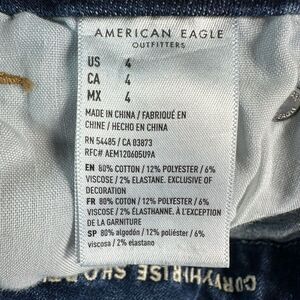 AMERICAN EAGLE
OUTFITTERS
US 4
CA 4
MX 4
MADE IN CHINA / FABRIQUÉ EN
CHINE / HECHO EN CHINA
RN 54485 / CA 03873
RFC# AEM120605U9A
EN 80% COTTON / 12% POLYESTER / 6%
VISCOSE / 2% ELASTANE. EXCLUSIVE OF
DECORATION
FR 80% COTON / 12% POLYESTER / 6%
VISCOSE / 2% ÉLASTHANNE. À L'EXCEPTION
DE LA GARNITURE
SP 80% algodón / 12% poliéster / 6%
viscosa / 2% elastano